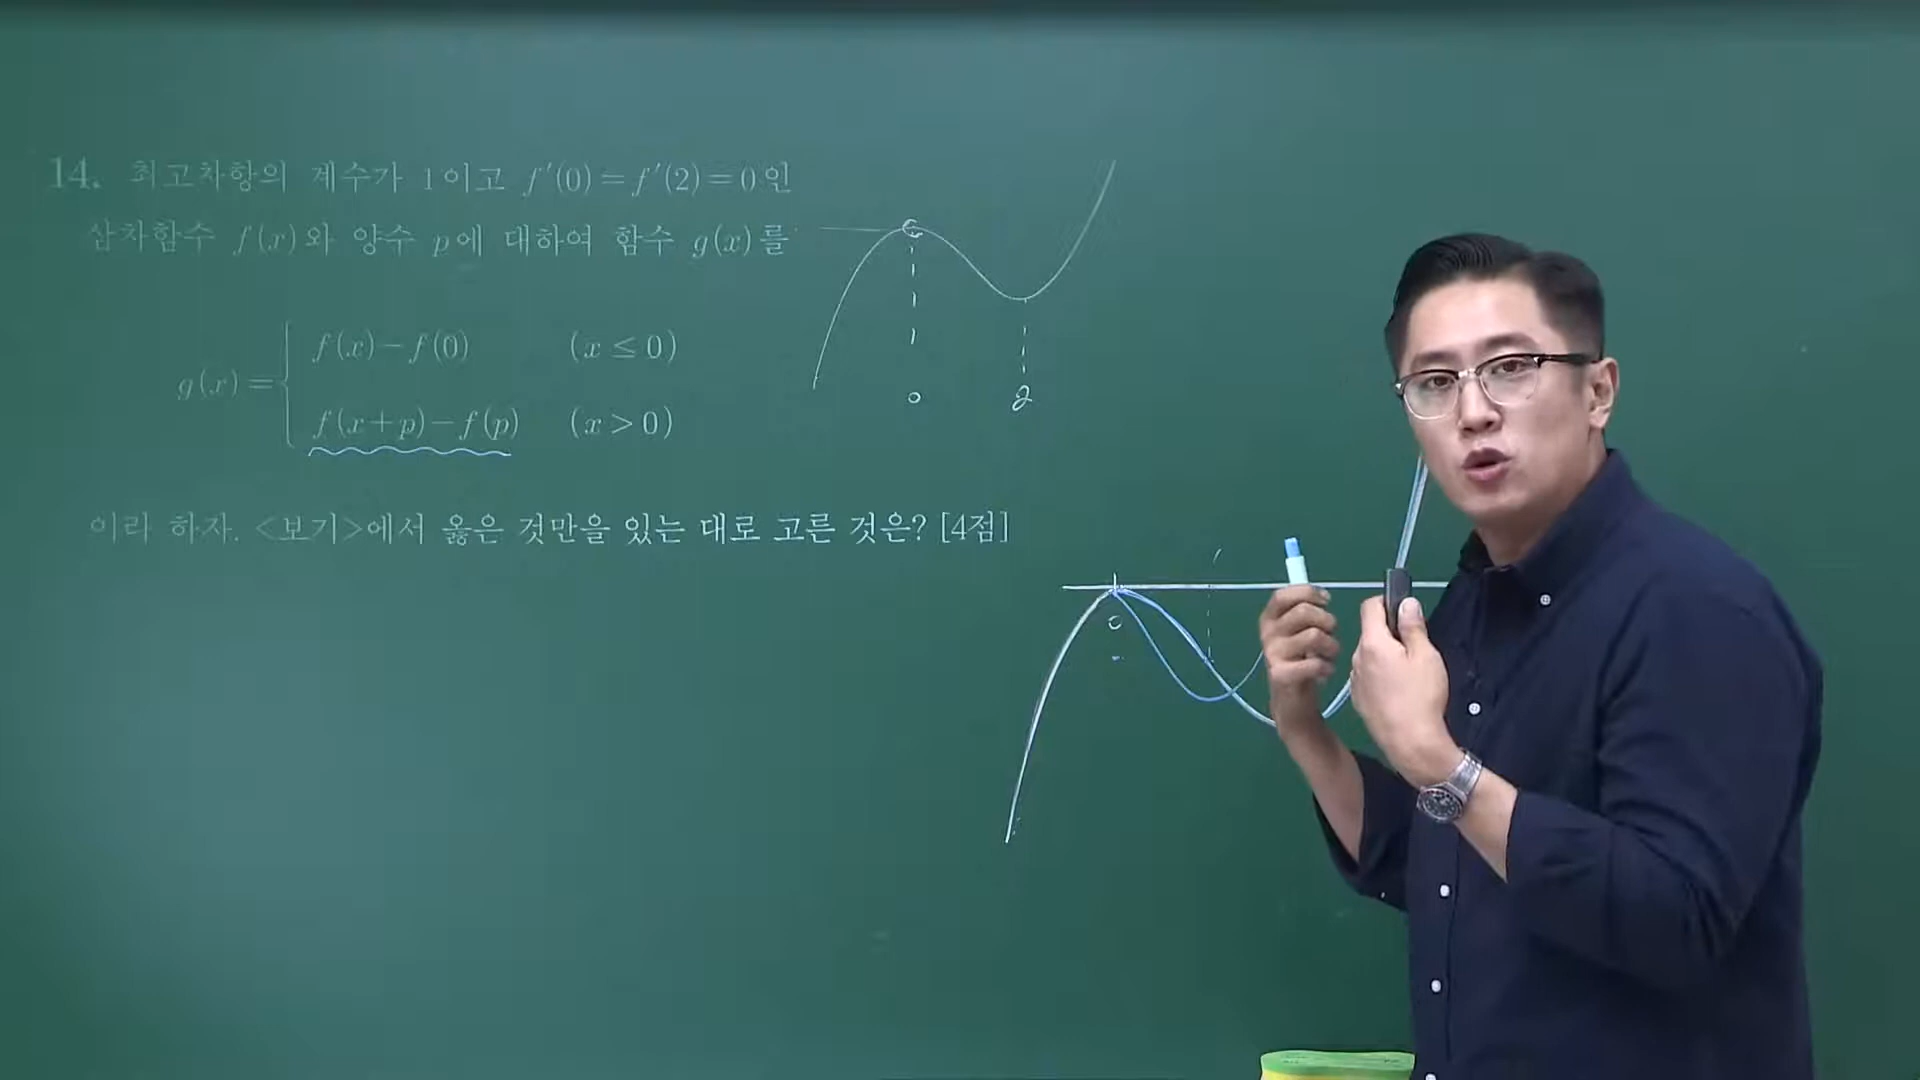 14. 최고차항의 계수가 1이고 f′(0)=f′(2)=0인
삼차함수 f(x)와 양수 p에 대하여 함수 g(x)를
g(x)={
f(x)−f(0) (x≤0)
f(x+p)−f(p) (x>0)
이라 하자. <보기>에서 옳은 것만을 있는 대로 고른 것은? [4점]
0 2
0